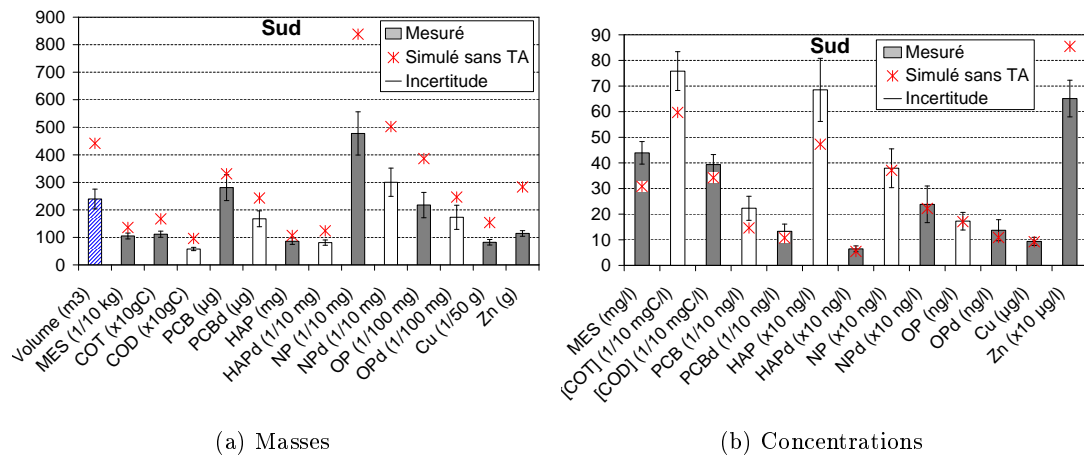 Sud
900
800
700
600
500
400
300
200
100
0
Mesuré
Simulé sans TA
Incertitude
Volume (m3)
MES (1/10 kg)
COT (x10gC)
COD (x10gC)
PCB (µg)
PCBd (µg)
HAP (mg)
HAPd (1/10 mg)
NP (1/10 mg)
NPd (1/10 mg)
OP (1/100 mg)
OPd (1/100 mg)
Cu (1/50 g)
Zn (g)
(a) Masses
Sud
90
80
70
60
50
40
30
20
10
0
Mesuré
Simulé sans TA
Incertitude
MES (mg/l)
[COT] (1/10 mgC/l)
[COD] (1/10 mgC/l)
PCB (1/10 ng/l)
PCBd (1/10 ng/l)
HAP (x10 ng/l)
HAPd (x10 ng/l)
NP (x10 ng/l)
NPd (x10 ng/l)
OP (ng/l)
OPd (ng/l)
Cu (µg/l)
Zn (x10 µg/l)
(b) Concentrations